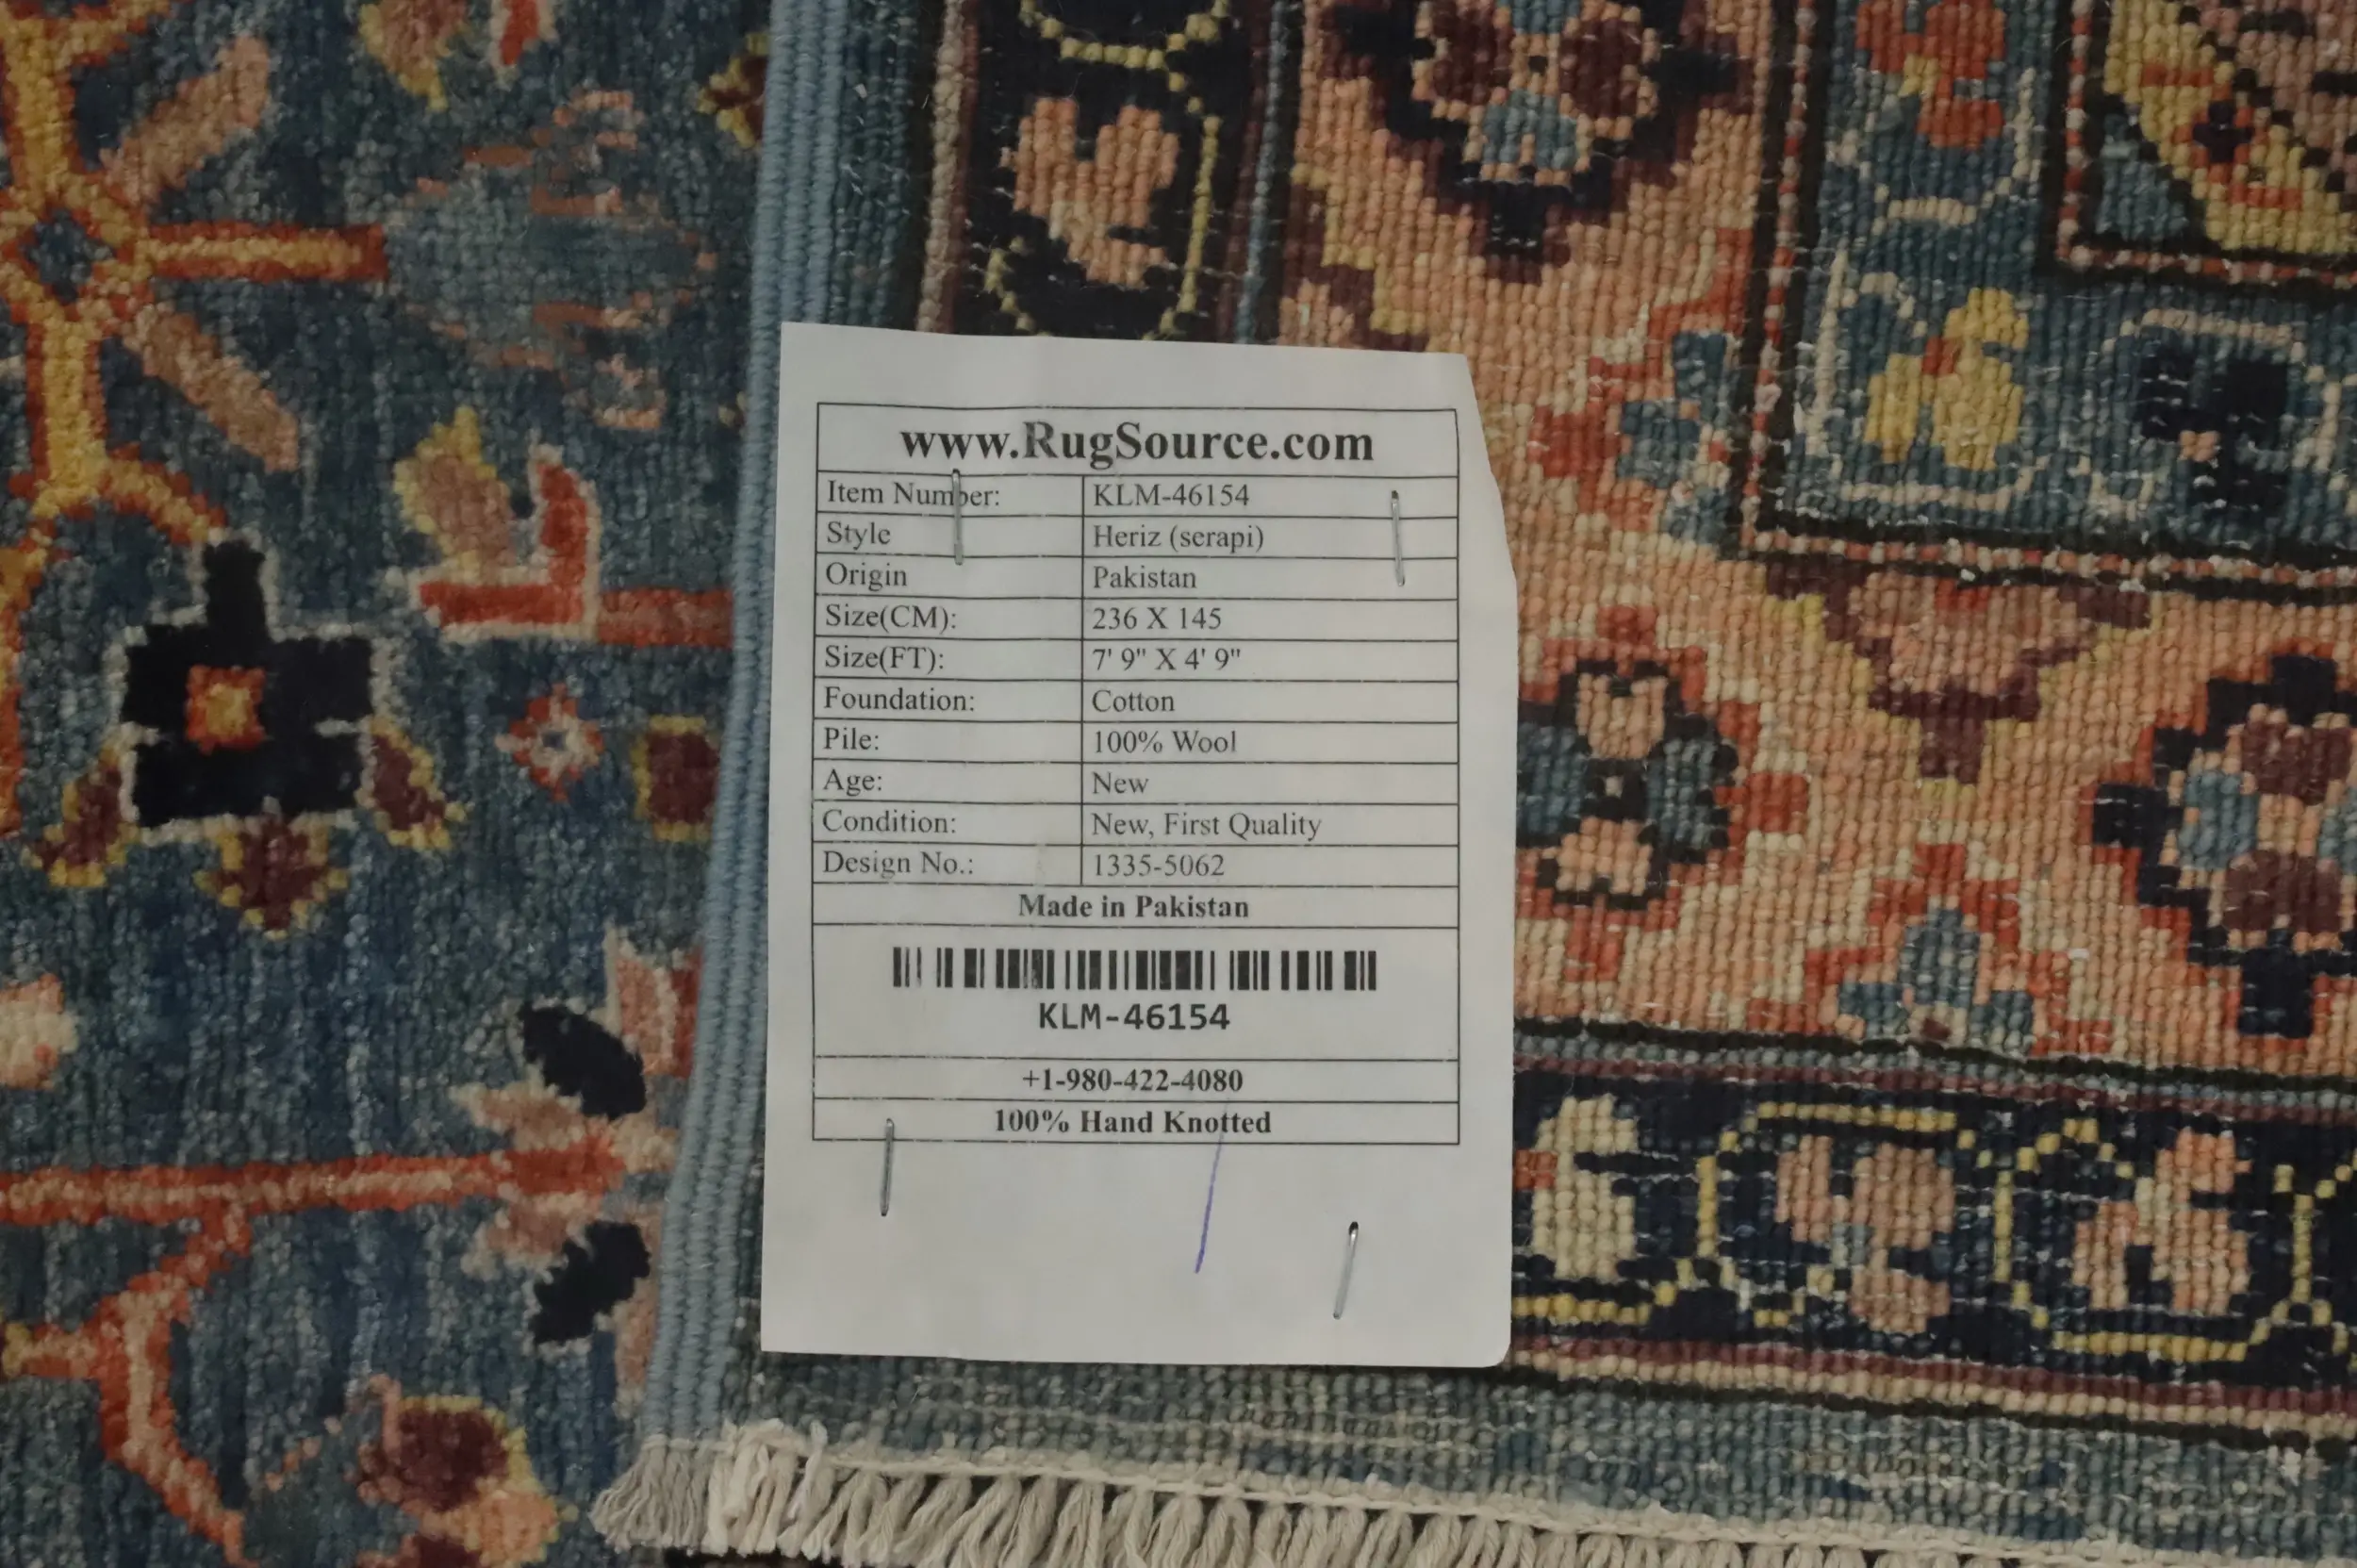 www.RugSource.com
Item Number: KLM-46154
Style Heriz (serapi)
Origin Pakistan
Size(CM): 236 X 145
Size(FT): 7' 9" X 4' 9"
Foundation: Cotton
Pile: 100% Wool
Age: New
Condition: New, First Quality
Design No.: 1335-5062
Made in Pakistan
KLM-46154
+1-980-422-4080
100% Hand Knotted